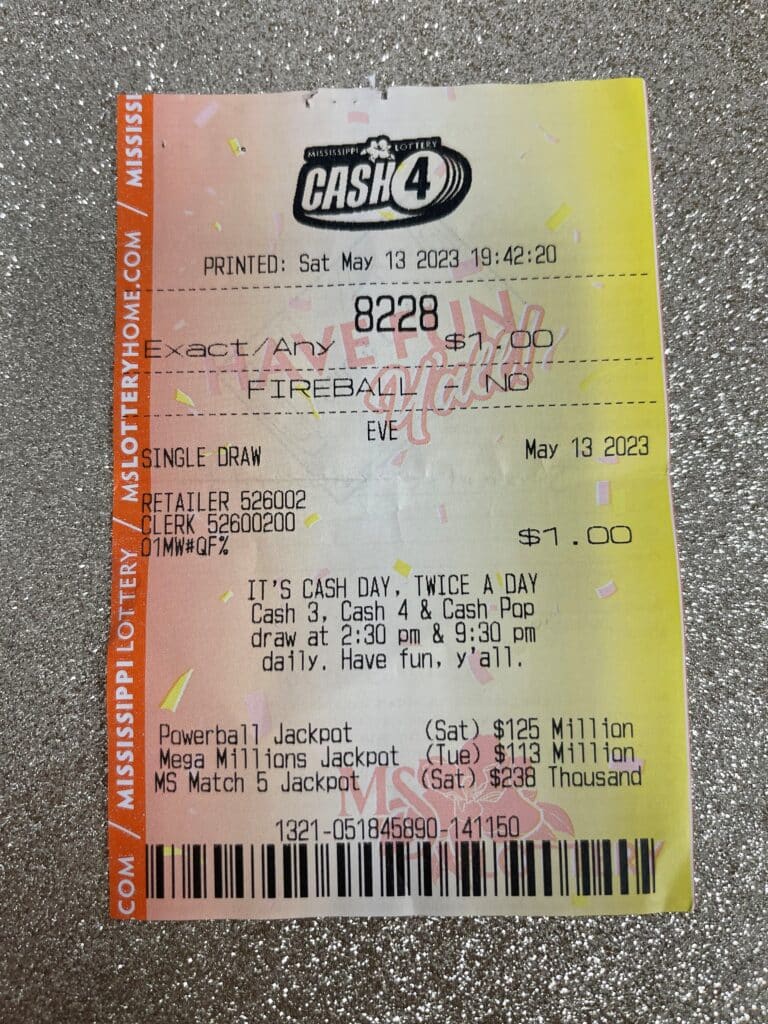 MISSISSIPPI LOTTERY
CASH 4
PRINTED: Sat May 13 2023 19:42:20
8228
Exact/Any $1.00
FIREBALL - NO
HAVE FUN
EVE
SINGLE DRAW May 13 2023
RETAILER 526002
CLERK 52600200
01MW#QF% $1.00
IT'S CASH DAY, TWICE A DAY
Cash 3, Cash 4 & Cash Pop
draw at 2:30 pm & 9:30 pm
daily. Have fun, y'all.
Powerball Jackpot (Sat) $125 Million
Mega Millions Jackpot (Tue) $113 Million
MS Match 5 Jackpot (Sat) $238 Thousand
MS
LOTTERY
1321-051845890-141150
COM / MISSISSIPPI LOTTERY / MSLOTTERYHOME.COM / MISSISSI